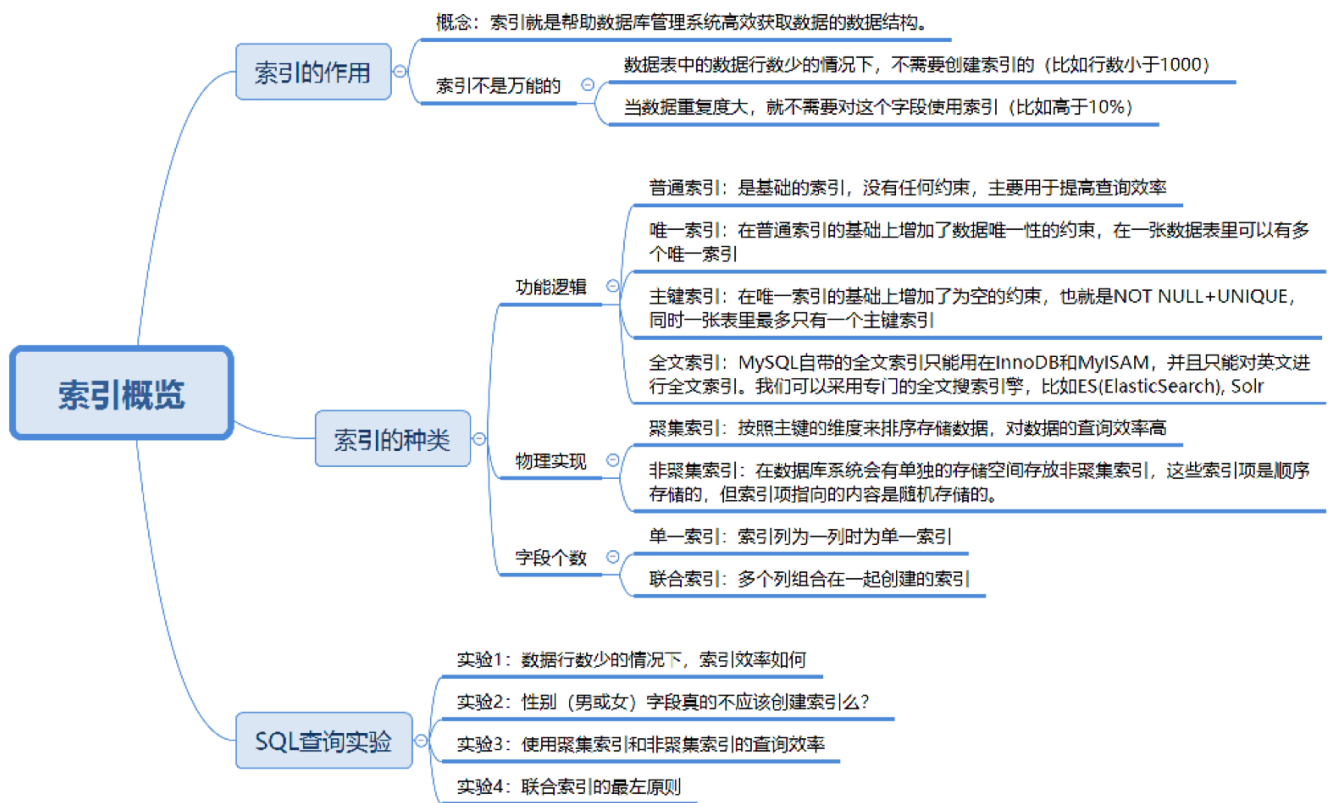 索引概览
索引的作用
概念：索引就是帮助数据库管理系统高效获取数据的数据结构。
索引不是万能的
数据表中的数据行数少的情况下，不需要创建索引的（比如行数小于1000）
当数据重复度大，就不需要对这个字段使用索引（比如高于10%）
索引的种类
功能逻辑
普通索引：是基础的索引，没有任何约束，主要用于提高查询效率
唯一索引：在普通索引的基础上增加了数据唯一性的约束，在一张数据表里可以有多
个唯一索引
主键索引：在唯一索引的基础上增加了为空的约束，也就是NOT NULL+UNIQUE，
同时一张表里最多只有一个主键索引
全文索引：MySQL自带的全文索引只能用在InnoDB和MyISAM，并且只能对英文进
行全文索引。我们可以采用专门的全文搜索引擎，比如ES(ElasticSearch), Solr
物理实现
聚集索引：按照主键的维度来排序存储数据，对数据的查询效率高
非聚集索引：在数据库系统会有单独的存储空间存放非聚集索引，这些索引项是顺序
存储的，但索引项指向的内容是随机存储的。
字段个数
单一索引：索引列为一列时为单一索引
联合索引：多个列组合在一起创建的索引
SQL查询实验
实验1：数据行数少的情况下，索引效率如何
实验2：性别（男或女）字段真的不应该创建索引么？
实验3：使用聚集索引和非聚集索引的查询效率
实验4：联合索引的最左原则